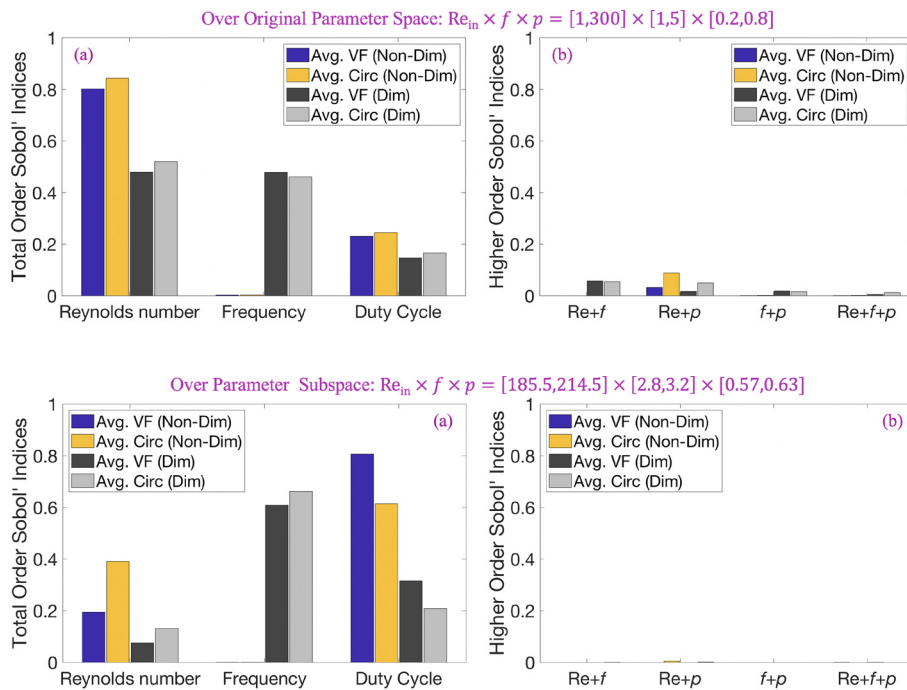 Over Original Parameter Space: Re_in × f × p = [1,300] × [1,5] × [0.2,0.8]
(a)
Total Order Sobol' Indices
1
0.8
0.6
0.4
0.2
0
Avg. VF (Non-Dim)
Avg. Circ (Non-Dim)
Avg. VF (Dim)
Avg. Circ (Dim)
Reynolds number Frequency Duty Cycle
(b)
Higher Order Sobol' Indices
1
0.8
0.6
0.4
0.2
0
Avg. VF (Non-Dim)
Avg. Circ (Non-Dim)
Avg. VF (Dim)
Avg. Circ (Dim)
Re+f Re+p f+p Re+f+p
Over Parameter Subspace: Re_in × f × p = [185.5,214.5] × [2.8,3.2] × [0.57,0.63]
(a)
Total Order Sobol' Indices
1
0.8
0.6
0.4
0.2
0
Avg. VF (Non-Dim)
Avg. Circ (Non-Dim)
Avg. VF (Dim)
Avg. Circ (Dim)
Reynolds number Frequency Duty Cycle
(b)
Higher Order Sobol' Indices
1
0.8
0.6
0.4
0.2
0
Avg. VF (Non-Dim)
Avg. Circ (Non-Dim)
Avg. VF (Dim)
Avg. Circ (Dim)
Re+f Re+p f+p Re+f+p